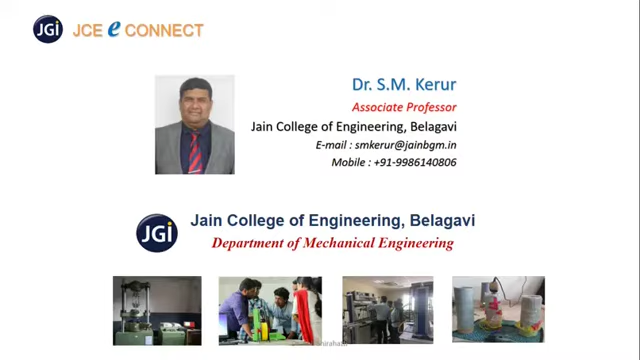 JGi JCE e CONNECT
Dr. S.M. Kerur
Associate Professor
Jain College of Engineering, Belagavi
E-mail : smkerur@jainbgm.in
Mobile : +91-9986140806
JGi
Jain College of Engineering, Belagavi
Department of Mechanical Engineering